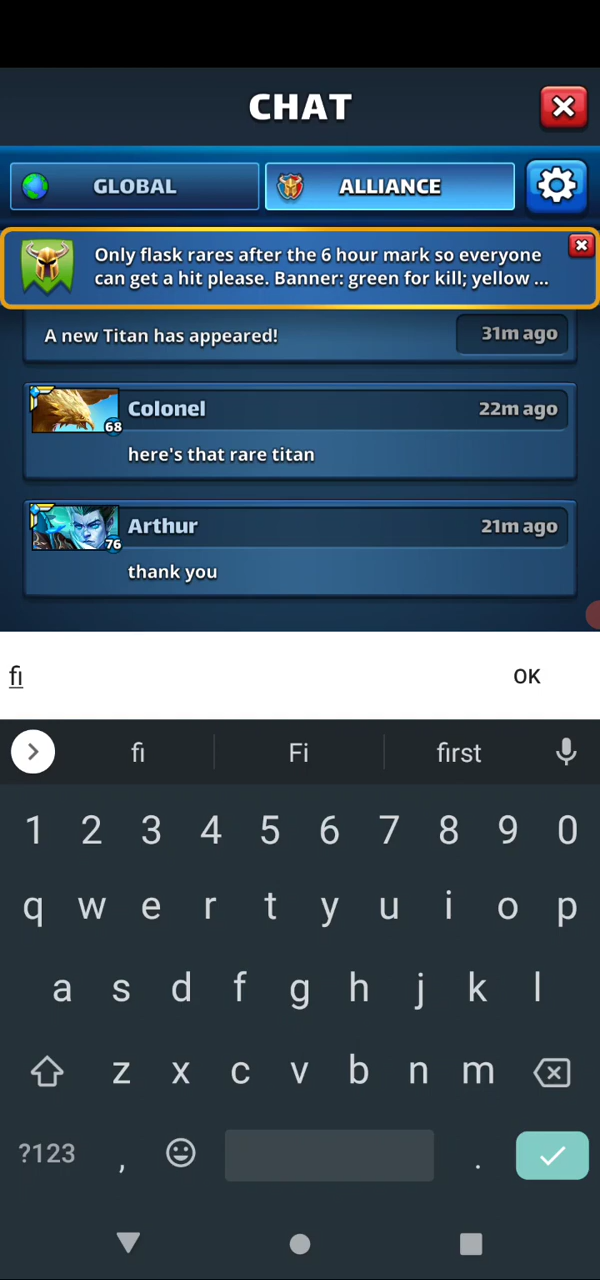 CHAT
GLOBAL
ALLIANCE
Only flask rares after the 6 hour mark so everyone
can get a hit please. Banner: green for kill; yellow ...
A new Titan has appeared! 31m ago
Colonel 22m ago
68
here's that rare titan
Arthur 21m ago
76
thank you
fi OK
fi Fi first
1 2 3 4 5 6 7 8 9 0
q w e r t y u i o p
a s d f g h j k l
z x c v b n m
?123 , .